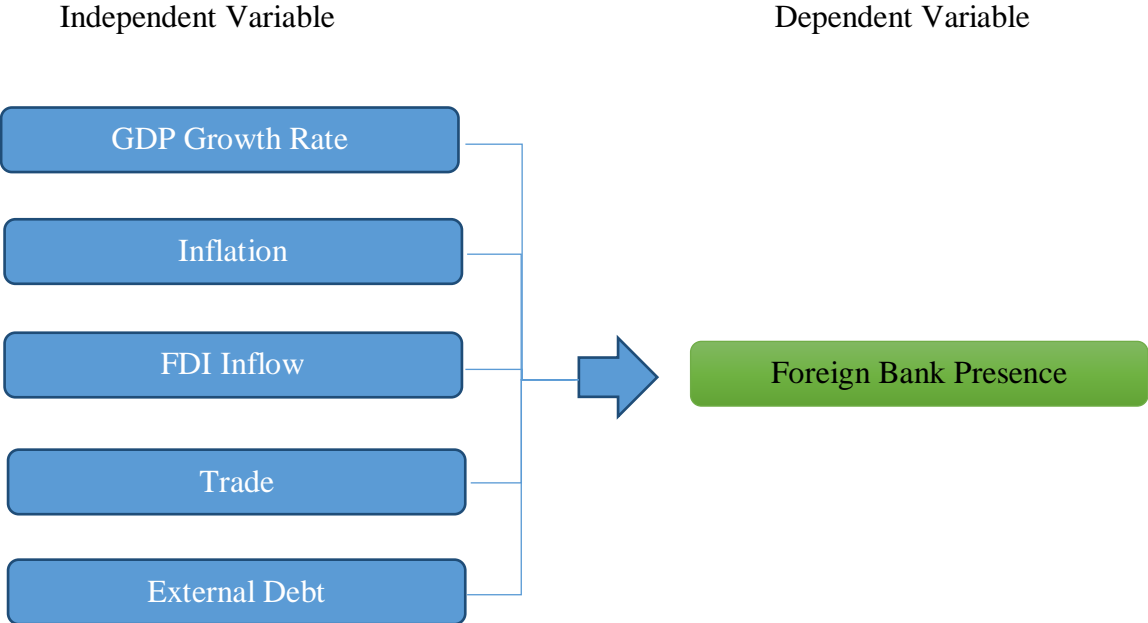 Independent Variable
Dependent Variable
GDP Growth Rate
Inflation
FDI Inflow
Foreign Bank Presence
Trade
External Debt